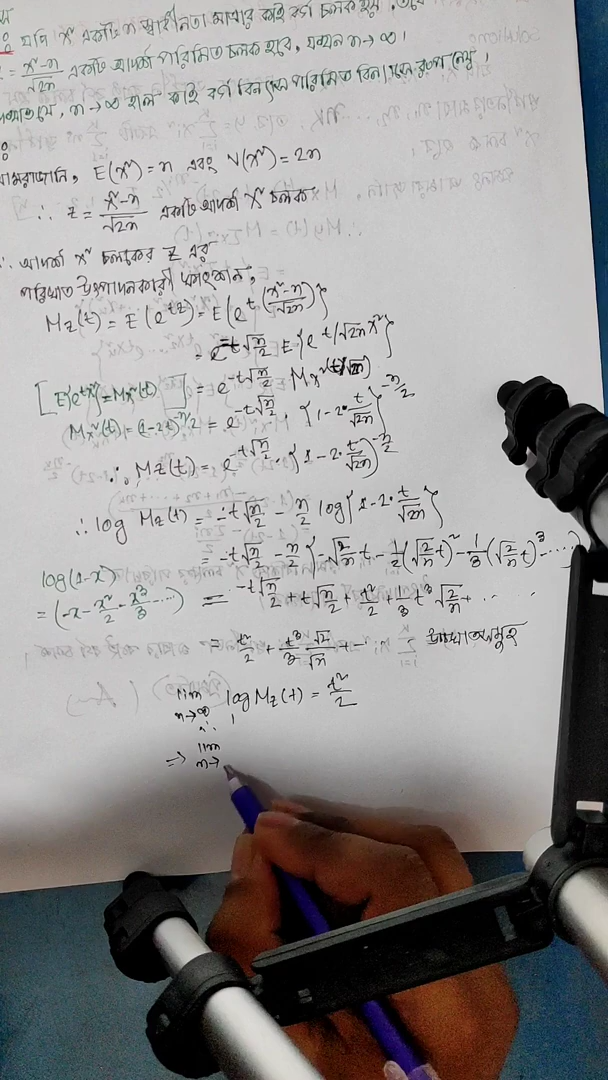 যদি χ² একটি n স্বাধীনতা মাত্রার কাই বর্গ চলক হয়, তবে
= χ²-n/√2n একটি আদর্শ পরিমিত চলক হবে, যখন n → ∞।
n → ∞ হলে কাই বর্গ বিন্যাস পরিমিত বিন্যাসে রূপ নেয়।
আমরা জানি, E(χ²) = n এবং V(χ²) = 2n
∴ Z = χ²-n/√2n একটি আদর্শ χ² চলক
∴ আদর্শ χ² চলকের Z এর
পরিঘাত উৎপাদনকারী অপেক্ষক,
Mz(t) = E(e^tz) = E{e^t(χ²-n/√2n)}
= e^-t√n/2 E{e^t/√2n χ²}
[E{e^tχ²} = Mχ²(t)] = e^-t√n/2 Mχ²(t/√2n)
Mχ²(t) = (1-2t)^-n/2 = e^-t√n/2 . {1-2·t/√2n}^-n/2
∴ Mz(t) = e^-t√n/2 . {1-2·t/√2n}^-n/2
∴ log Mz(t) = -t√n/2 - n/2 log{1-2·t/√2n}
= -t√n/2 - n/2 {-√2/n t - 1/2(√2/n t)² - 1/3(√2/n t)³ ....}
log(1-x)
= (-x - x²/2 - x³/3 ....) = -t√n/2 + t√n/2 + t²/2 + 1/3 t³ √2/n + ....
= t²/2 + t³/3 √2/√n + -
lim n→∞ log Mz(t) = t²/2
⇒ lim n→